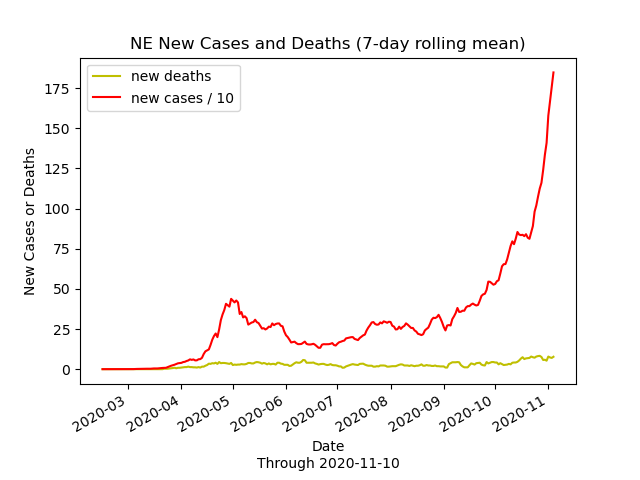 NE New Cases and Deaths (7-day rolling mean)
new deaths
new cases / 10
New Cases or Deaths
175
150
125
100
75
50
25
0
2020-03
2020-04
2020-05
2020-06
2020-07
2020-08
2020-09
2020-10
2020-11
Date
Through 2020-11-10